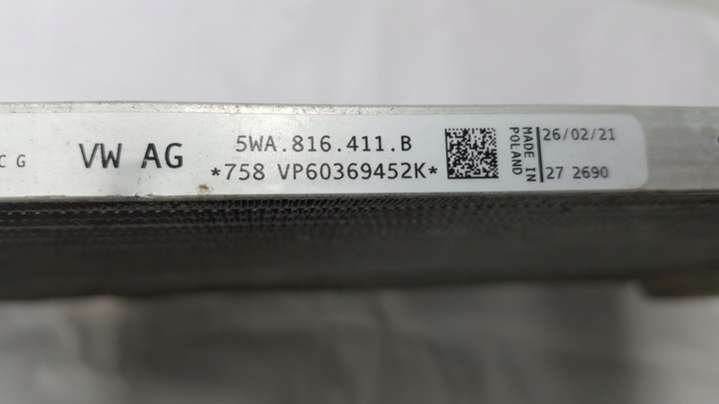 C G
VW AG
5WA.816.411.B
*758 VP60369452K*
MADE IN
POLAND
26/02/21
27 2690